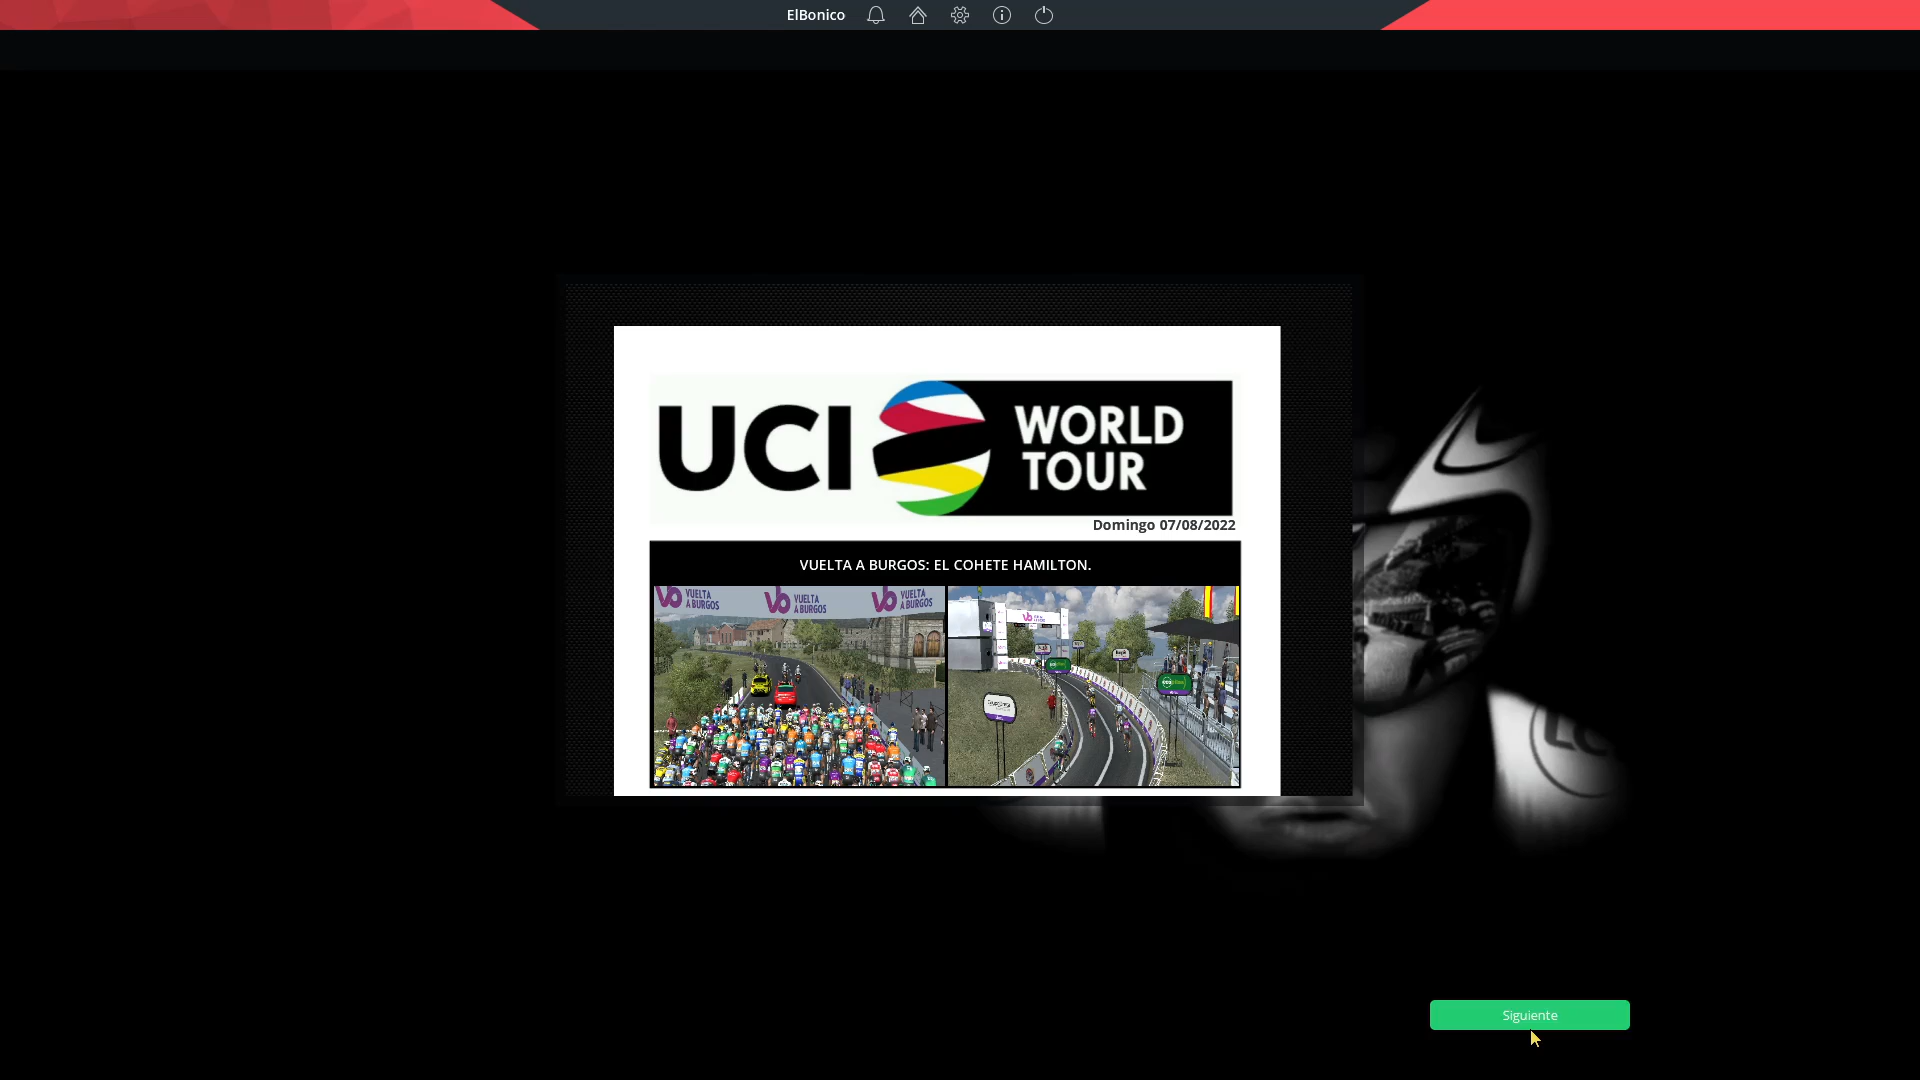 ElBonico
UCI
WORLD
TOUR
Domingo 07/08/2022
VUELTA A BURGOS: EL COHETE HAMILTON.
VUELTA
A BURGOS
VUELTA
A BURGOS
VUELTA
A BURGOS
Siguiente